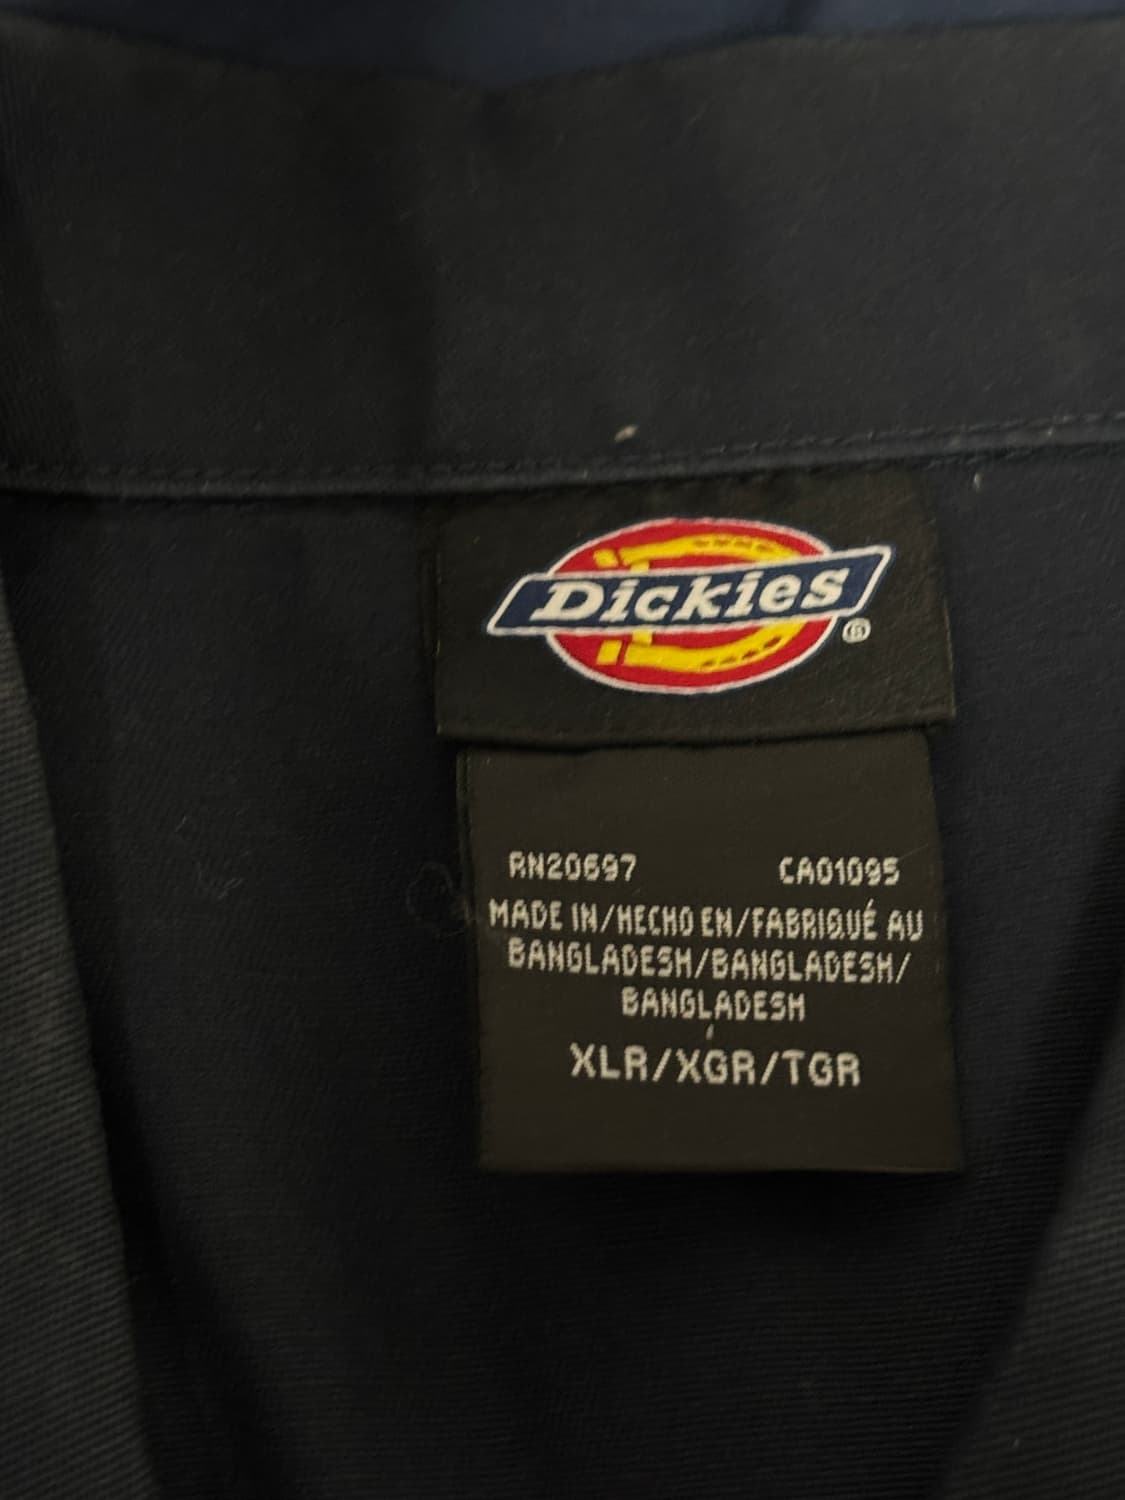 Dickies®
RN20697 CA01095
MADE IN/HECHO EN/FABRIQUÉ AU
BANGLADESH/BANGLADESH/
BANGLADESH
XLR/XGR/TGR